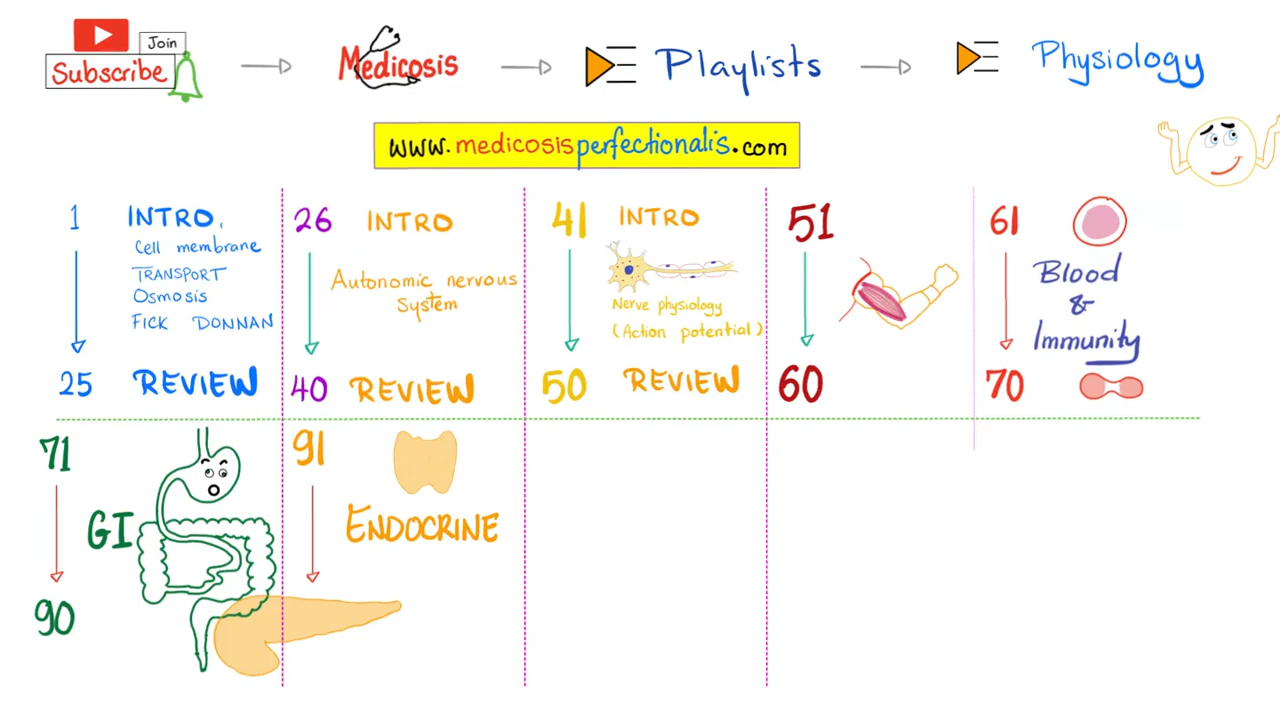 Join
Subscribe
Medicosis
Playlists
Physiology
www.medicosisperfectionalis.com
1 INTRO.
Cell membrane
TRANSPORT
Osmosis
FICK DONNAN
25 REVIEW
26 INTRO
Autonomic nervous
System
40 REVIEW
41 INTRO
Nerve physiology
(Action potential)
50 REVIEW
51
60
61
Blood
&
Immunity
70
71
GI
90
91
ENDOCRINE